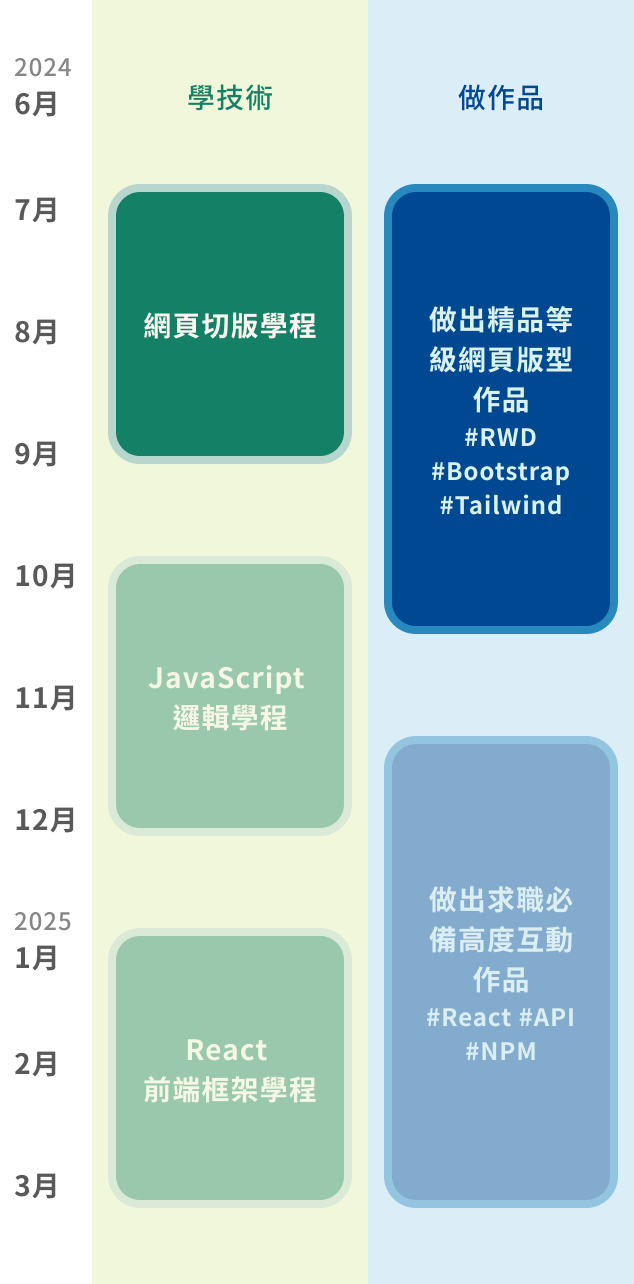 2024
6月
學技術
做作品
7月
8月
9月
10月
11月
12月
2025
1月
2月
3月
網頁切版學程
JavaScript
邏輯學程
React
前端框架學程
做出精品等
級網頁版型
作品
#RWD
#Bootstrap
#Tailwind
做出求職必
備高度互動
作品
#React #API
#NPM